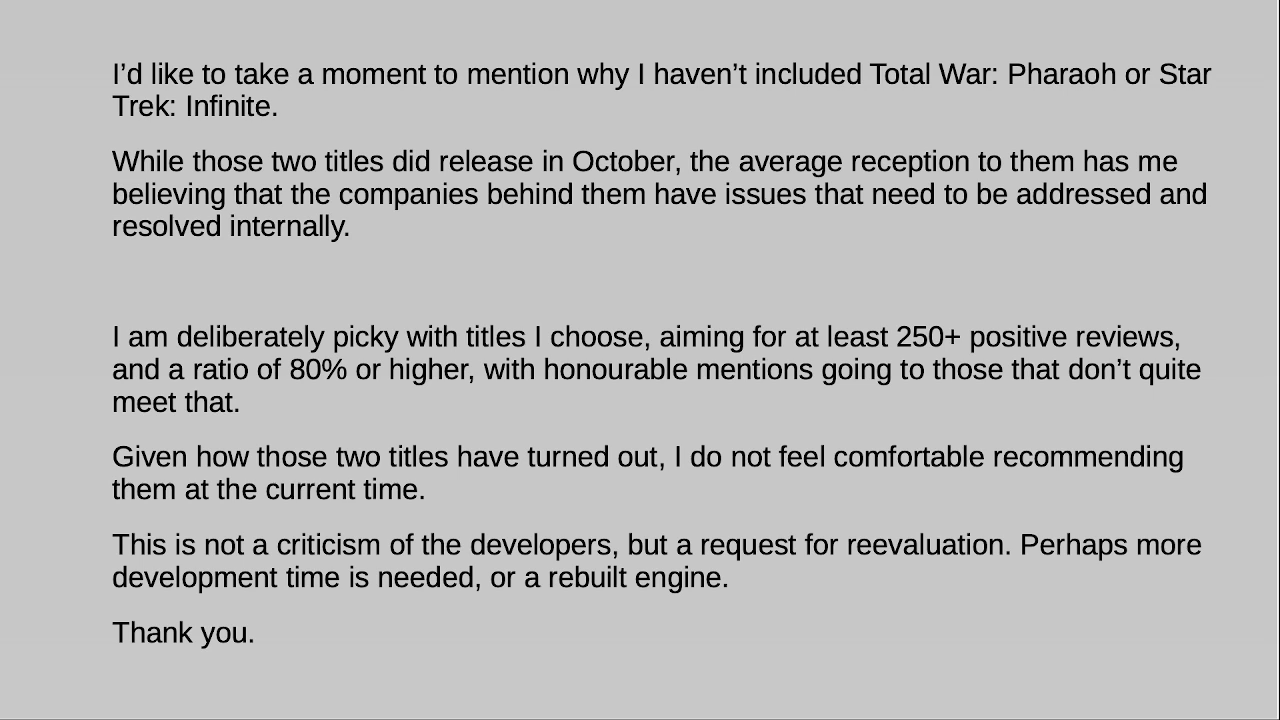 I’d like to take a moment to mention why I haven’t included Total War: Pharaoh or Star
Trek: Infinite.
While those two titles did release in October, the average reception to them has me
believing that the companies behind them have issues that need to be addressed and
resolved internally.
I am deliberately picky with titles I choose, aiming for at least 250+ positive reviews,
and a ratio of 80% or higher, with honourable mentions going to those that don’t quite
meet that.
Given how those two titles have turned out, I do not feel comfortable recommending
them at the current time.
This is not a criticism of the developers, but a request for reevaluation. Perhaps more
development time is needed, or a rebuilt engine.
Thank you.